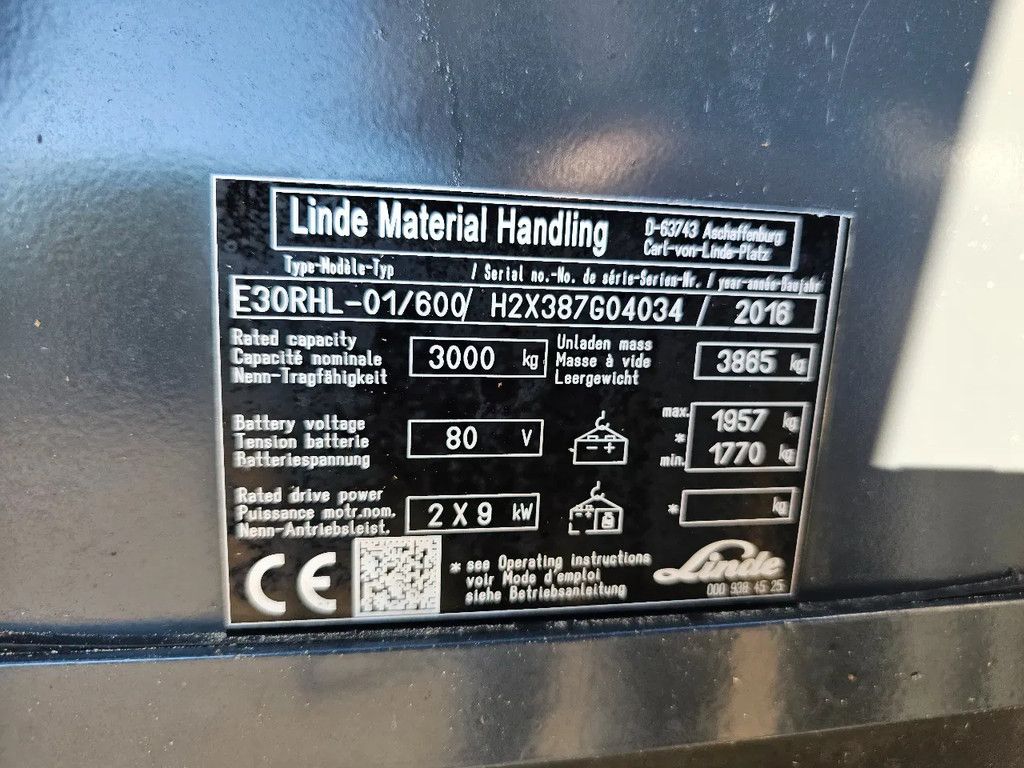 Linde Material Handling
D-63743 Aschaffenburg
Carl-von-Linde-Platz
Type-Modèle-Typ / Serial no.-No. de série-Serien-Nr. / year-année-Baujahr
E30RHL-01/600/ H2X387G04034 / 2016
Rated capacity
Capacité nominale
Nenn-Tragfähigkeit
3000 kg
Unladen mass
Masse à vide
Leergewicht
3865 kg
Battery voltage
Tension batterie
Batteriespannung
80 V
- +
max. 1957 kg
*
min. 1770 kg
Rated drive power
Puissance motr.nom.
Nenn-Antriebsleist.
2 X 9 kW
- +
* kg
CE
* see Operating instructions
voir Mode d'emploi
siehe Betriebsanleitung
Linde
000 938 45 25